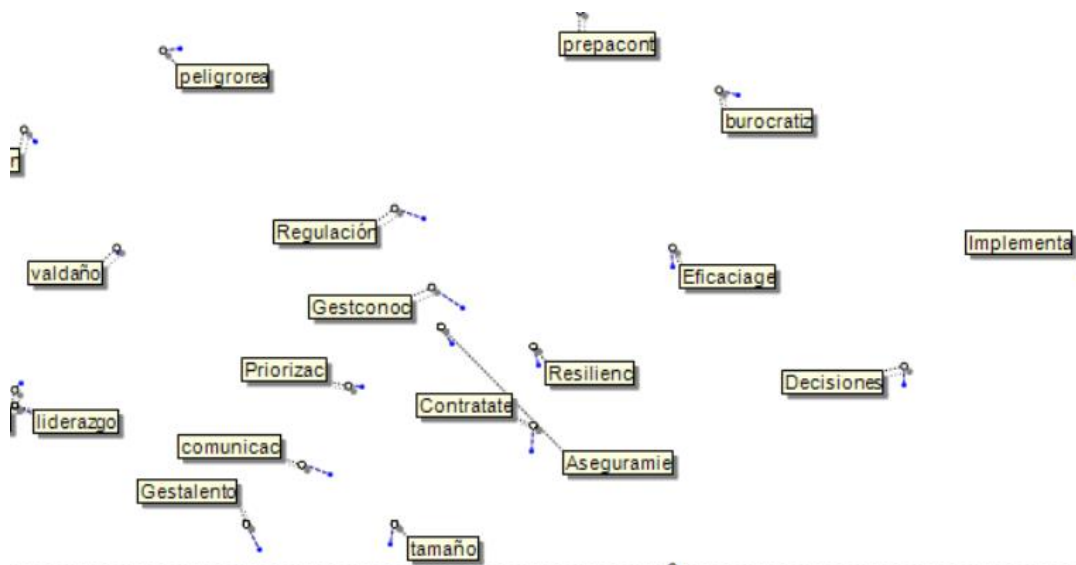 prepacont
peligrorea
burocratiz
Regulación
Implementa
valdaño
Eficaciage
Gestconoc
Priorizac
Resilienc
Decisiones
Contratate
liderazgo
comunicac
Aseguramie
Gestalento
tamaño